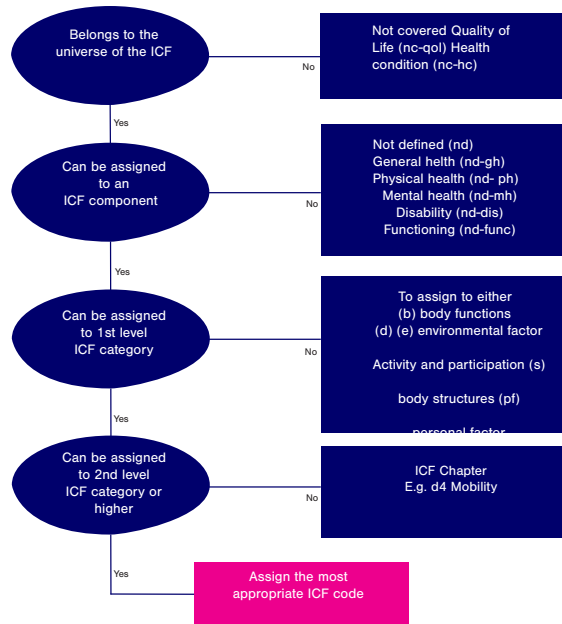 Belongs to the
universe of the ICF
No
Not covered Quality of
Life (nc-qol) Health
condition (nc-hc)
Yes
Can be assigned
to an
ICF component
No
Not defined (nd)
General helth (nd-gh)
Physical health (nd- ph)
Mental health (nd-mh)
Disability (nd-dis)
Functioning (nd-func)
Yes
Can be assigned
to 1st level
ICF category
No
To assign to either
(b) body functions
(d) (e) environmental factor
Activity and participation (s)
body structures (pf)
personal factor
Yes
Can be assigned
to 2nd level
ICF category or
higher
No
ICF Chapter
E.g. d4 Mobility
Yes
Assign the most
appropriate ICF code